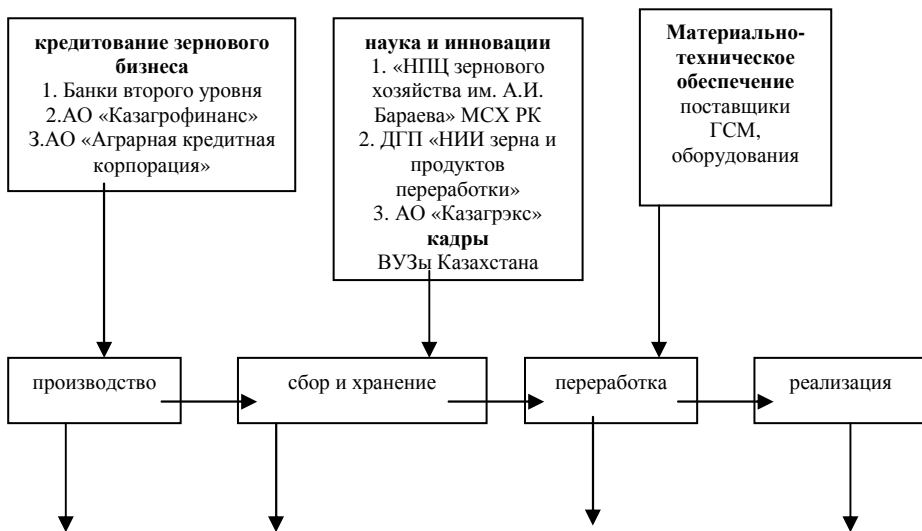 кредитование зернового
бизнеса
1. Банки второго уровня
2.АО «Казагрофинанс»
3.АО «Аграрная кредитная
корпорация»
наука и инновации
1. «НПЦ зернового
хозяйства им. А.И.
Бараева» МСХ РК
2. ДГП «НИИ зерна и
продуктов
переработки»
3. АО «Казагрэкс»
кадры
ВУЗы Казахстана
Материально-
техническое
обеспечение
поставщики
ГСМ,
оборудования
производство
сбор и хранение
переработка
реализация